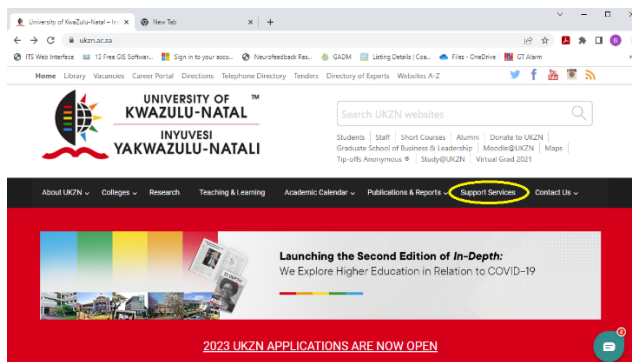 University of KwaZulu-Natal – In
New Tab
ukzn.ac.za
ITS Web Interface
13 Free GIS Softwar...
Sign in to your acco...
Neurofeedback Res...
GADM
Listing Details | Coa...
Files - OneDrive
GT Alarm
Home Library Vacancies Career Portal Directions Telephone Directory Tenders Directory of Experts Websites A-Z
UNIVERSITY OF ™
KWAZULU-NATAL
INYUVESI
YAKWAZULU-NATALI
Search UKZN websites
Students | Staff | Short Courses | Alumni | Donate to UKZN |
Graduate School of Business & Leadership | Moodle@UKZN | Maps |
Tip-offs Anonymous ® | Study@UKZN | Virtual Grad 2021
About UKZN Colleges Research Teaching & Learning Academic Calendar Publications & Reports Support Services Contact Us
Launching the Second Edition of In-Depth:
We Explore Higher Education in Relation to COVID-19
2023 UKZN APPLICATIONS ARE NOW OPEN
2